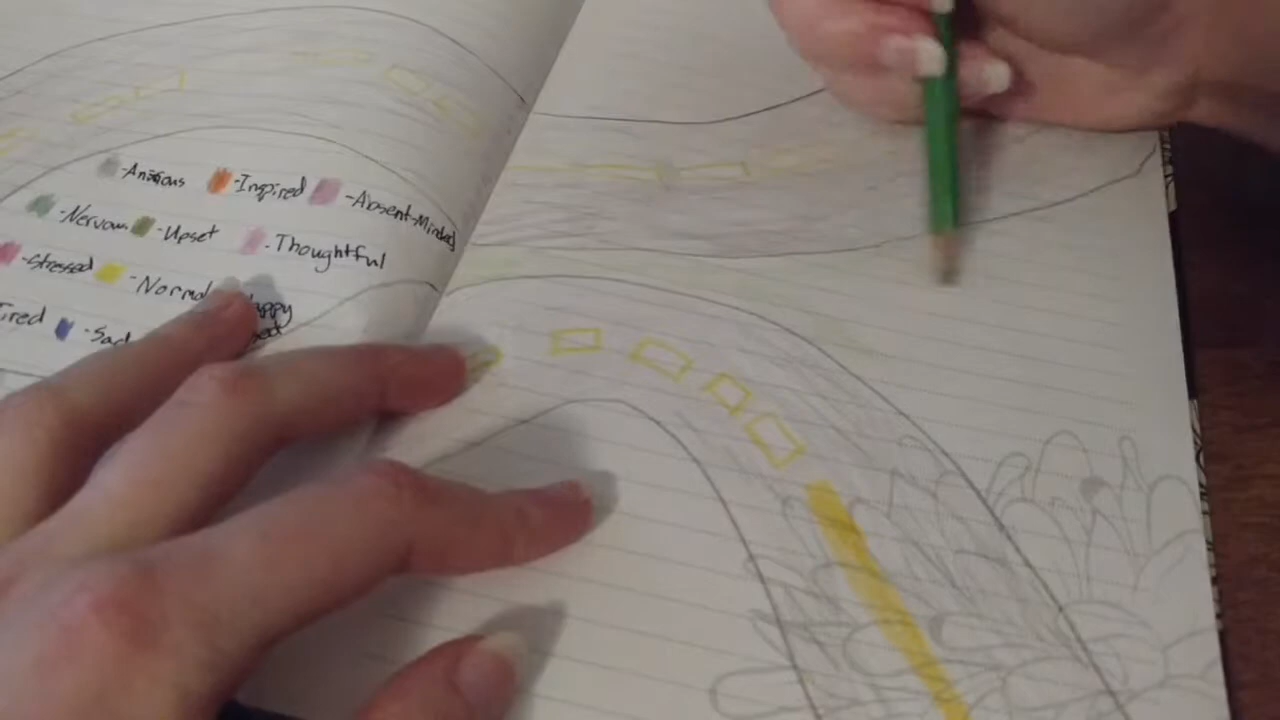 -Anxious -Inspired -Absent-Minded
-Nervous -Upset -Thoughtful
-Stressed -Normal
-Sad